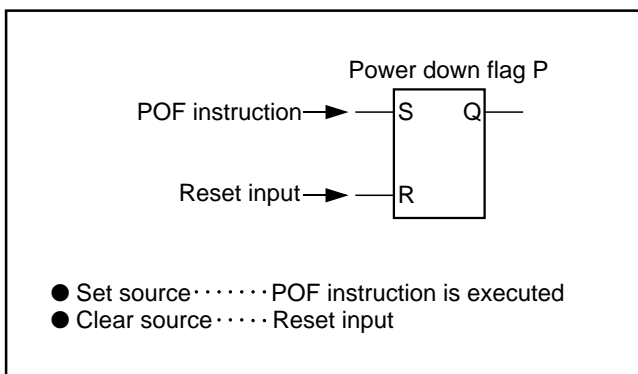 Power down flag P
POF instruction
S
Q
Reset input
R
● Set source ······· POF instruction is executed
● Clear source ····· Reset input